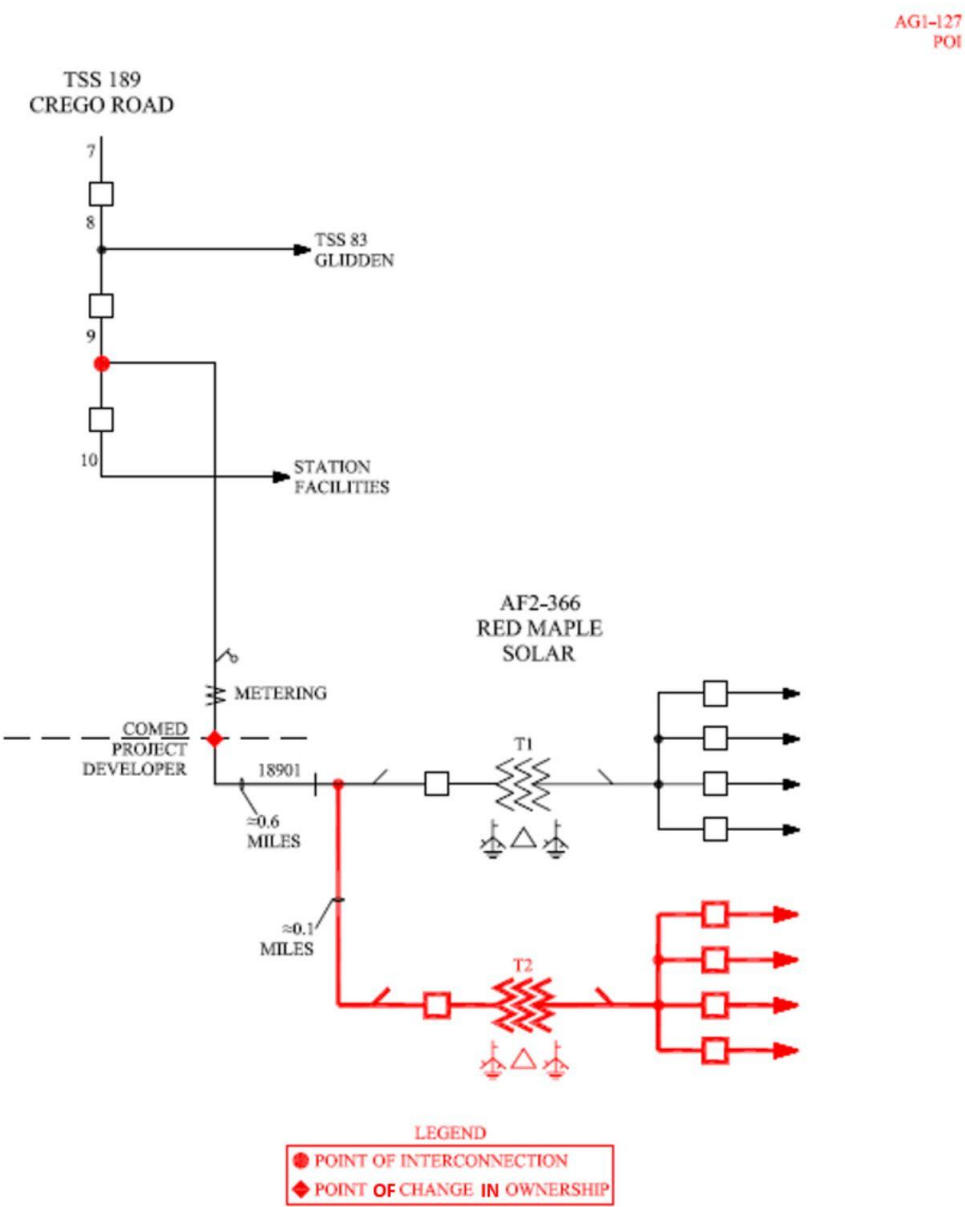 AG1-127
POI
TSS 189
CREGO ROAD
7
8
TSS 83
GLIDDEN
9
10
STATION
FACILITIES
AF2-366
RED MAPLE
SOLAR
METERING
COMED
PROJECT
DEVELOPER
18901
≈0.6
MILES
T1
≈0.1
MILES
T2
LEGEND
POINT OF INTERCONNECTION
POINT OF CHANGE IN OWNERSHIP